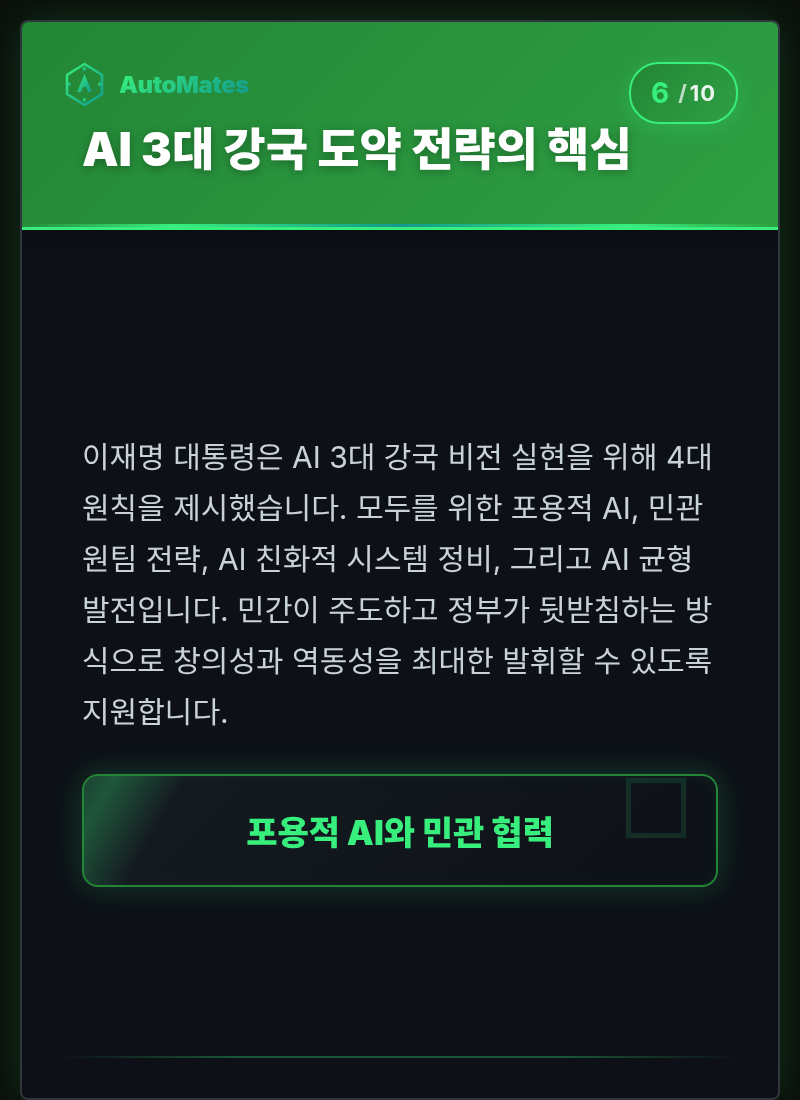 AutoMates
6 /10
AI 3대 강국 도약 전략의 핵심
이재명 대통령은 AI 3대 강국 비전 실현을 위해 4대
원칙을 제시했습니다. 모두를 위한 포용적 AI, 민관
원팀 전략, AI 친화적 시스템 정비, 그리고 AI 균형
발전입니다. 민간이 주도하고 정부가 뒷받침하는 방
식으로 창의성과 역동성을 최대한 발휘할 수 있도록
지원합니다.
포용적 AI와 민관 협력